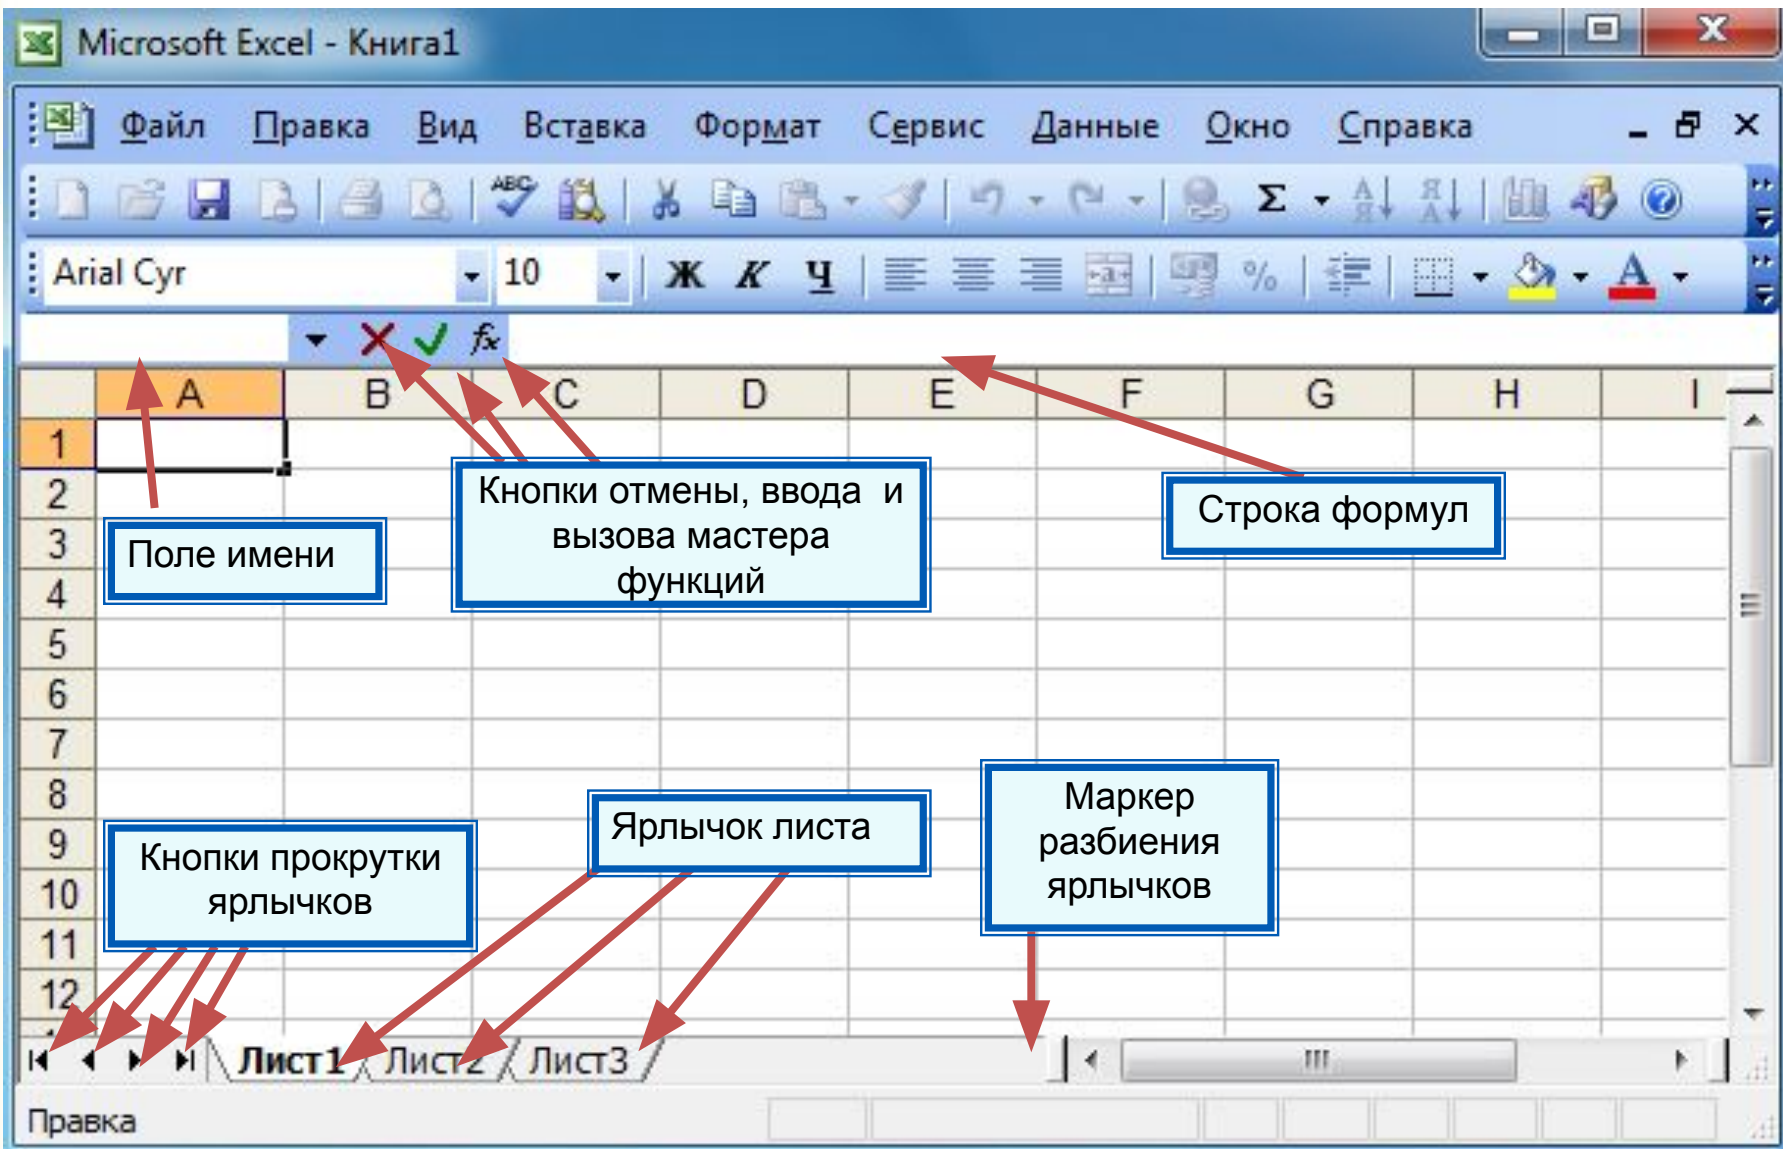 Microsoft Excel - Книга1
Файл Правка Вид Вставка Формат Сервис Данные Окно Справка
ABC Σ А Я Я А
Arial Cyr 10 Ж К Ч a %
fx
A B C D E F G H I
1
2
3
4
5
6
7
8
9
10
11
12
Кнопки отмены, ввода и
вызова мастера
функций
Строка формул
Поле имени
Маркер
разбиения
ярлычков
Ярлычок листа
Кнопки прокрутки
ярлычков
Лист1 Лист2 Лист3
Правка